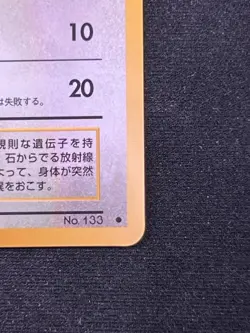 10
20
は失敗する。
規則な遺伝子を持
石からでる放射線
よって、身体が突然
異をおこす。
No. 133 ●